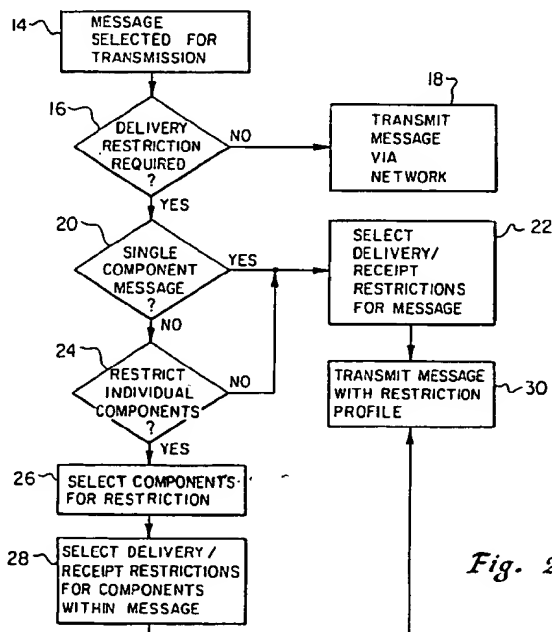 14
MESSAGE
SELECTED FOR
TRANSMISSION
16
DELIVERY
RESTRICTION
REQUIRED
?
NO
YES
18
TRANSMIT
MESSAGE
VIA
NETWORK
20
SINGLE
COMPONENT
MESSAGE
?
YES
NO
22
SELECT
DELIVERY/
RECEIPT
RESTRICTIONS
FOR MESSAGE
24
RESTRICT
INDIVIDUAL
COMPONENTS
?
NO
YES
TRANSMIT MESSAGE
WITH RESTRICTION
PROFILE
30
26
SELECT COMPONENTS
FOR RESTRICTION
28
SELECT DELIVERY/
RECEIPT RESTRICTIONS
FOR COMPONENTS
WITHIN MESSAGE
Fig. 2